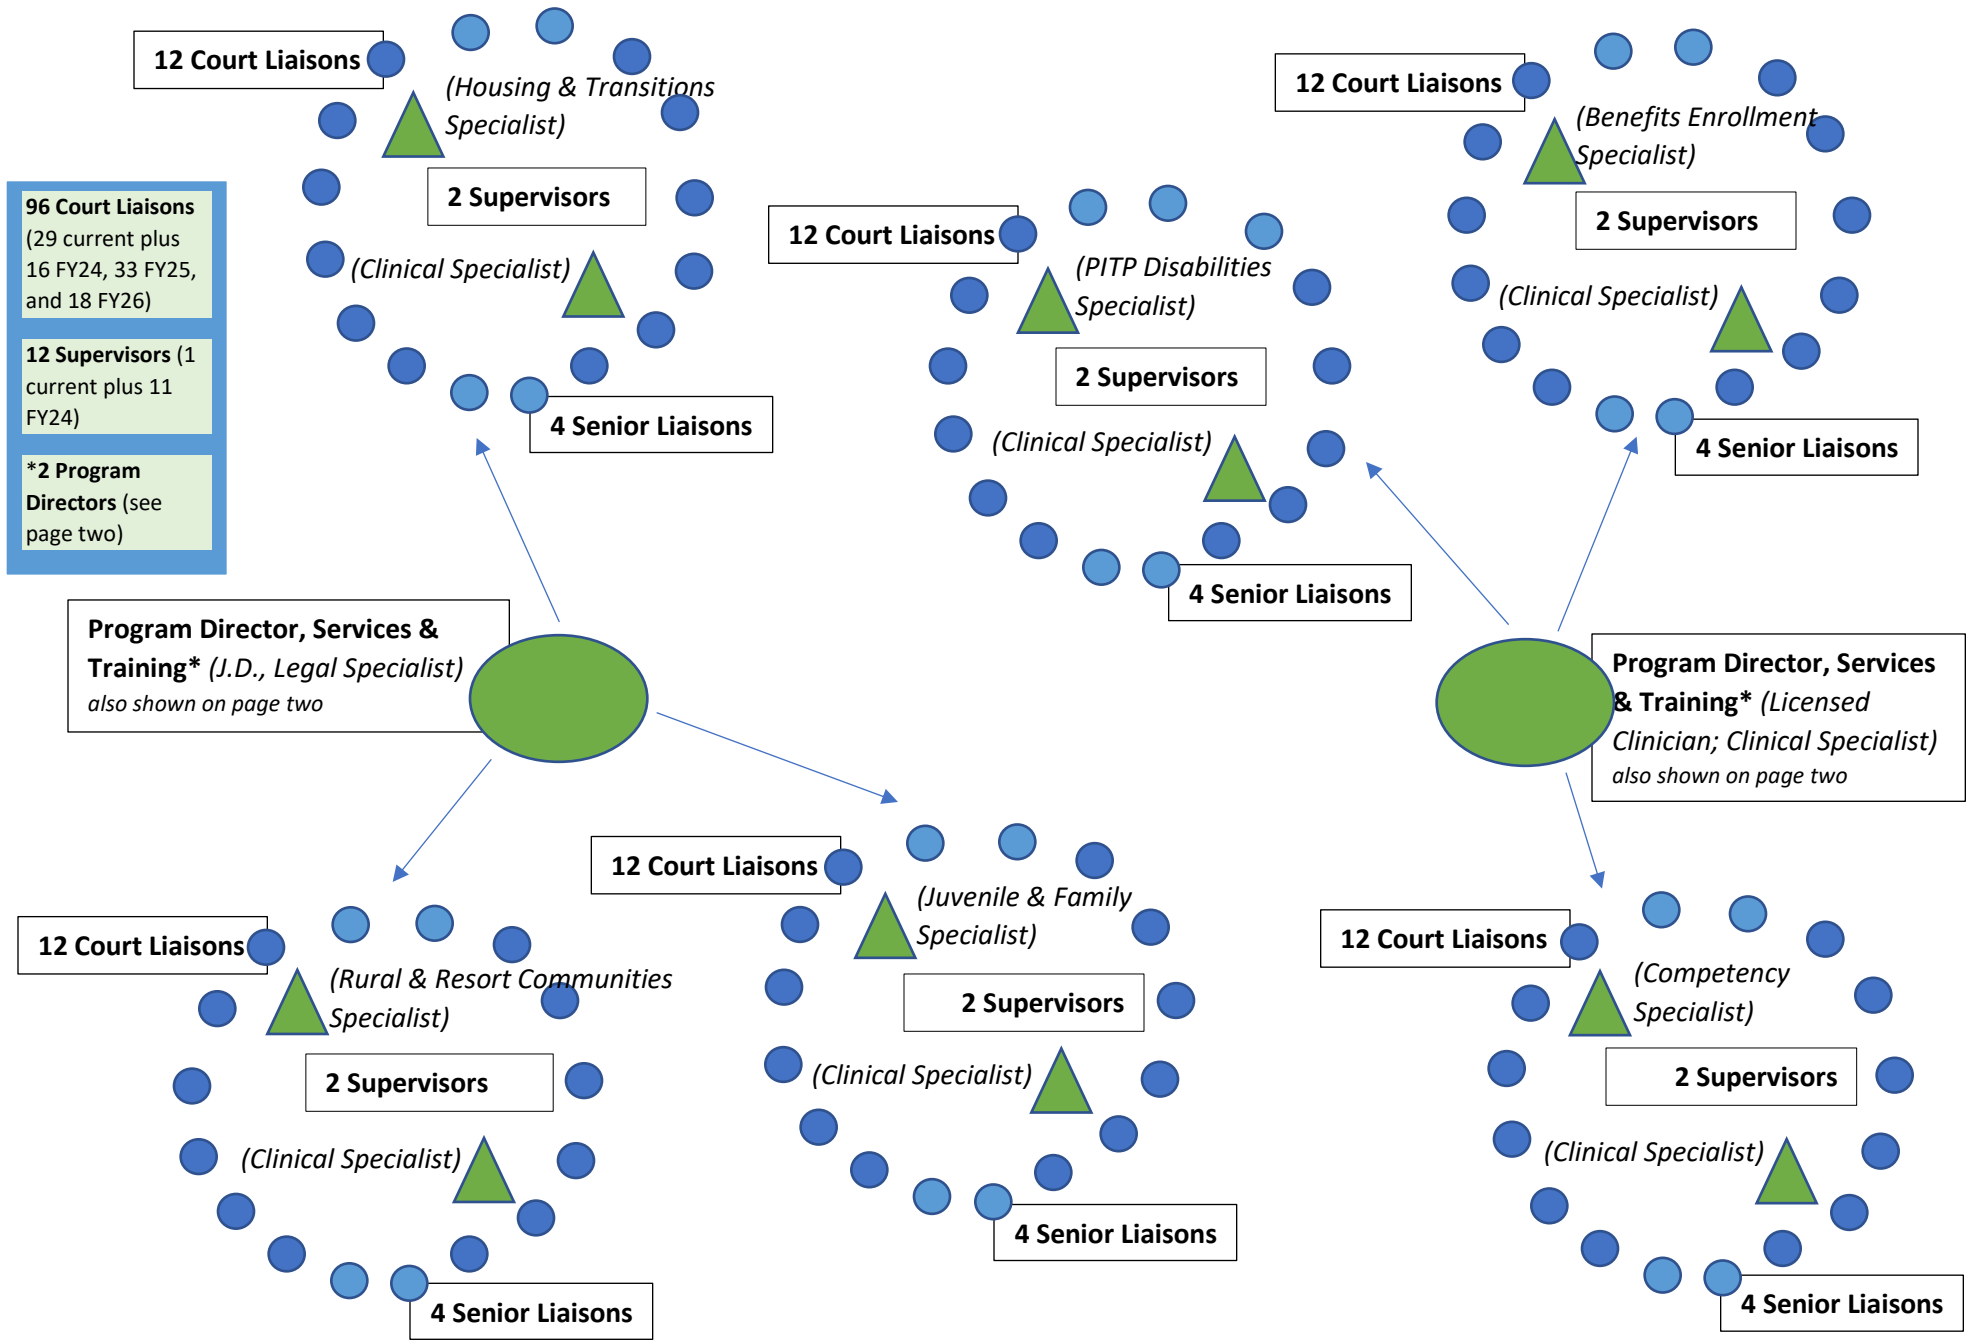 12 Court Liaisons
(Housing & Transitions
Specialist)
2 Supervisors
(Clinical Specialist)
4 Senior Liaisons
12 Court Liaisons
(PITP Disabilities
Specialist)
2 Supervisors
(Clinical Specialist)
4 Senior Liaisons
12 Court Liaisons
(Benefits Enrollment
Specialist)
2 Supervisors
(Clinical Specialist)
4 Senior Liaisons
96 Court Liaisons
(29 current plus
16 FY24, 33 FY25,
and 18 FY26)
12 Supervisors (1
current plus 11
FY24)
*2 Program
Directors (see
page two)
Program Director, Services &
Training* (J.D., Legal Specialist)
also shown on page two
Program Director, Services
& Training* (Licensed
Clinician; Clinical Specialist)
also shown on page two
12 Court Liaisons
(Rural & Resort Communities
Specialist)
2 Supervisors
(Clinical Specialist)
4 Senior Liaisons
12 Court Liaisons
(Juvenile & Family
Specialist)
2 Supervisors
(Clinical Specialist)
4 Senior Liaisons
12 Court Liaisons
(Competency
Specialist)
2 Supervisors
(Clinical Specialist)
4 Senior Liaisons